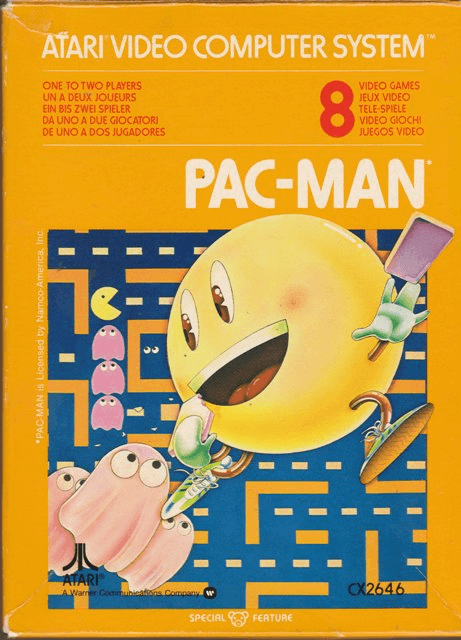 ATARI VIDEO COMPUTER SYSTEM™
ONE TO TWO PLAYERS
UN A DEUX JOUEURS
EIN BIS ZWEI SPIELER
DA UNO A DUE GIOCATORI
DE UNO A DOS JUGADORES
8
VIDEO GAMES
JEUX VIDEO
TELE-SPIELE
VIDEO GIOCHI
JUEGOS VIDEO
PAC-MAN*
*PAC-MAN is Licensed by Namco-America, Inc.
ATARI®
A Warner Communications Company
CX2646
SPECIAL FEATURE